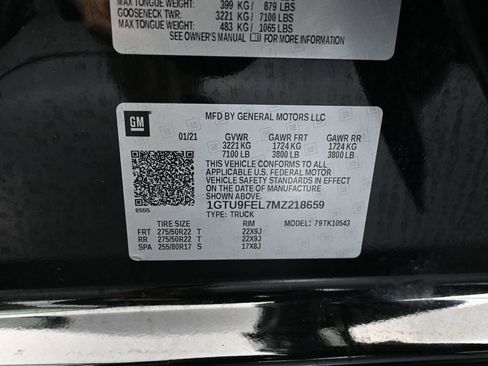 MAX TONGUE WEIGHT: 399 KG / 879 LBS
GOOSENECK TWR: 3221 KG / 7100 LBS
MAX TONGUE WEIGHT: 483 KG / 1065 LBS
SEE OWNER'S MANUAL FOR MORE INFORMATION
GM
MFD BY GENERAL MOTORS LLC
01/21 GVWR GAWR FRT GAWR RR
3221 KG 1724 KG 1724 KG
7100 LB 3800 LB 3800 LB
THIS VEHICLE CONFORMS TO ALL
APPLICABLE U.S. FEDERAL MOTOR
VEHICLE SAFETY STANDARDS IN EFFECT
ON THE DATE OF MANUFACTURE
SHOWN ABOVE.
1GTU9FEL7MZ218659
TYPE: TRUCK
MODEL: 79TK10543
TIRE SIZE RIM
FRT 275/50R22 T 22X9J
RR 275/50R22 T 22X9J
SPA 255/80R17 S 17X8J